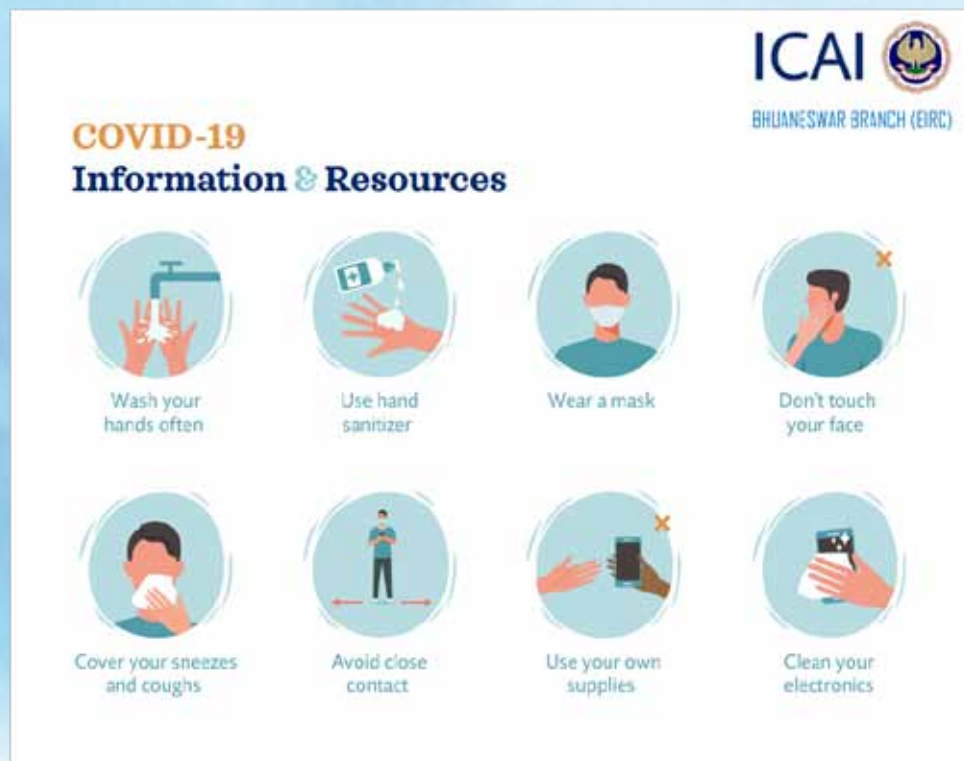 ICAI
BHUANESWAR BRANCH (EIRC)
COVID-19
Information & Resources
Wash your
hands often
Use hand
sanitizer
Wear a mask
Don't touch
your face
Cover your sneezes
and coughs
Avoid close
contact
Use your own
supplies
Clean your
electronics